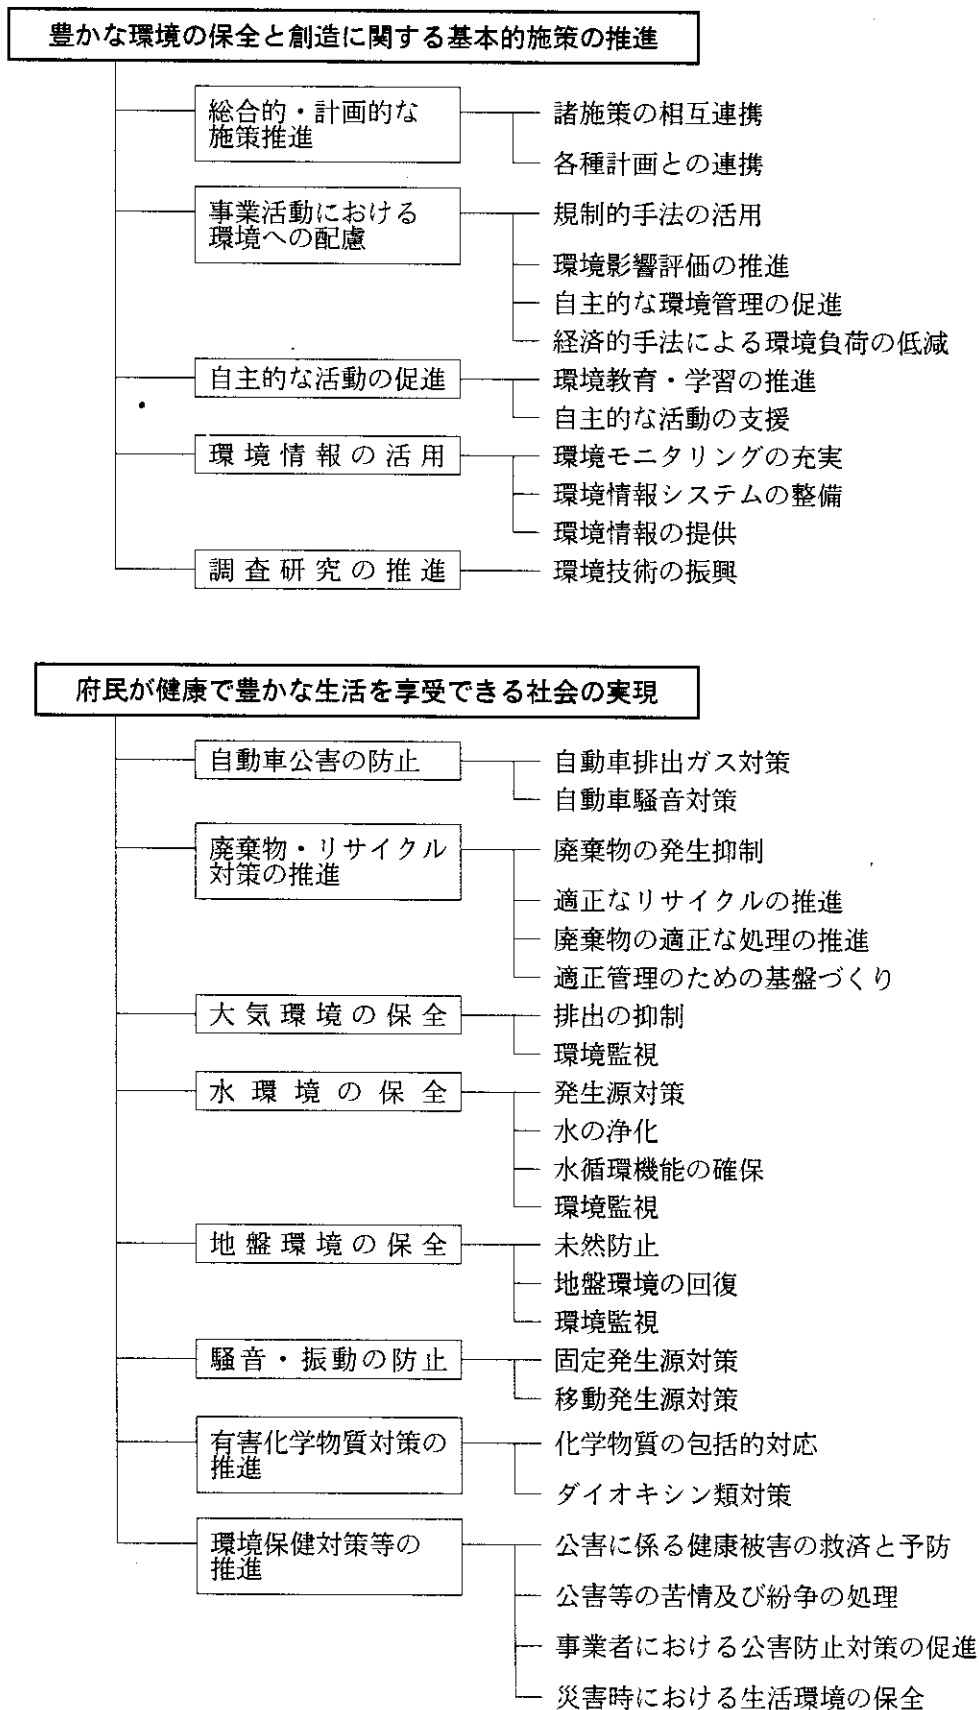 豊かな環境の保全と創造に関する基本的施策の推進
総合的・計画的な
施策推進
諸施策の相互連携
各種計画との連携
事業活動における
環境への配慮
規制的手法の活用
環境影響評価の推進
自主的な環境管理の促進
経済的手法による環境負荷の低減
自主的な活動の促進
環境教育・学習の推進
自主的な活動の支援
環境情報の活用
環境モニタリングの充実
環境情報システムの整備
環境情報の提供
調査研究の推進
環境技術の振興
府民が健康で豊かな生活を享受できる社会の実現
自動車公害の防止
自動車排出ガス対策
自動車騒音対策
廃棄物・リサイクル
対策の推進
廃棄物の発生抑制
適正なリサイクルの推進
廃棄物の適正な処理の推進
適正管理のための基盤づくり
大気環境の保全
排出の抑制
環境監視
水環境の保全
発生源対策
水の浄化
水循環機能の確保
環境監視
地盤環境の保全
未然防止
地盤環境の回復
環境監視
騒音・振動の防止
固定発生源対策
移動発生源対策
有害化学物質対策の
推進
化学物質の包括的対応
ダイオキシン類対策
環境保健対策等の
推進
公害に係る健康被害の救済と予防
公害等の苦情及び紛争の処理
事業者における公害防止対策の促進
災害時における生活環境の保全